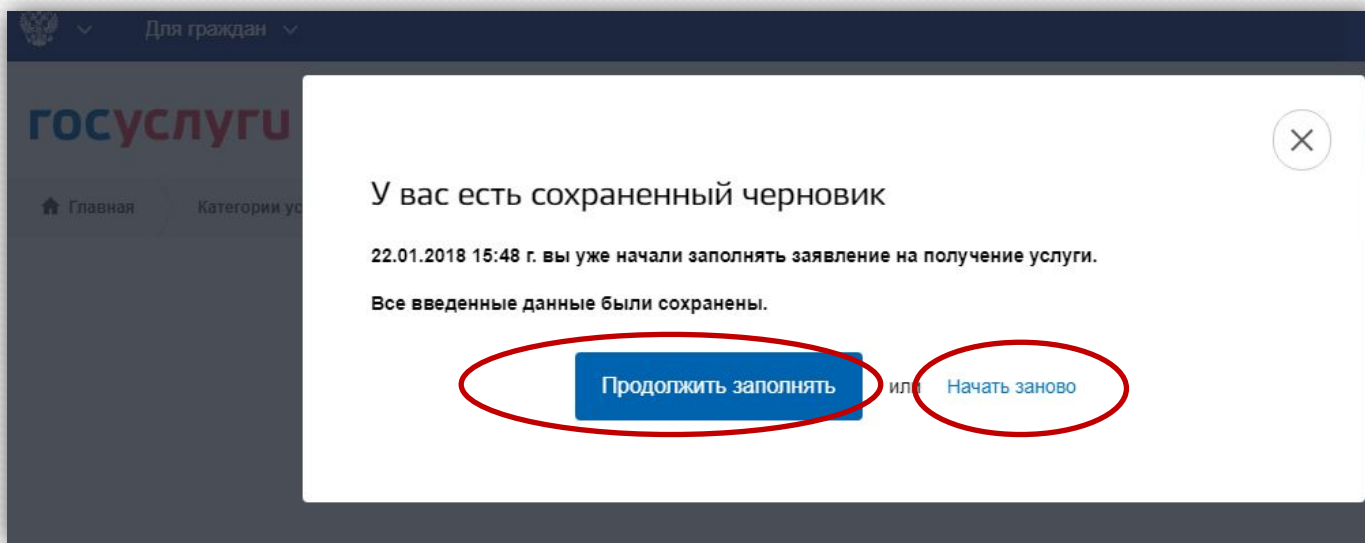 Для граждан
госуслуги
Главная
Категории ус
У вас есть сохраненный черновик
22.01.2018 15:48 г. вы уже начали заполнять заявление на получение услуги.
Все введенные данные были сохранены.
Продолжить заполнять или Начать заново